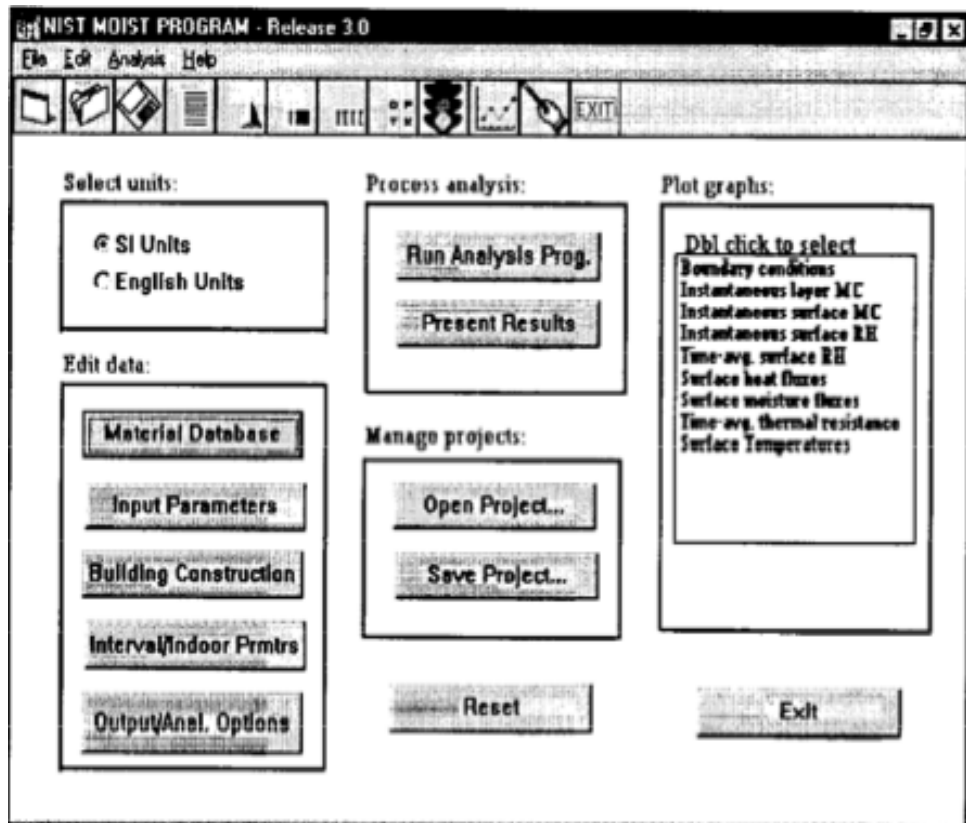 NIST MOIST PROGRAM - Release 3.0
File Edit Analysis Help
EXIT
Select units:
SI Units
English Units
Edit data:
Material Database
Input Parameters
Building Construction
Interval/Indoor Prmtrs
Output/Anal. Options
Process analysis:
Run Analysis Prog.
Present Results
Manage projects:
Open Project...
Save Project...
Reset
Plot graphs:
Dbl click to select
Boundary conditions
Instantaneous layer MC
Instantaneous surface MC
Instantaneous surface RH
Time-avg. surface RH
Surface heat fluxes
Surface moisture fluxes
Time-avg. thermal resistance
Surface Temperatures
Exit